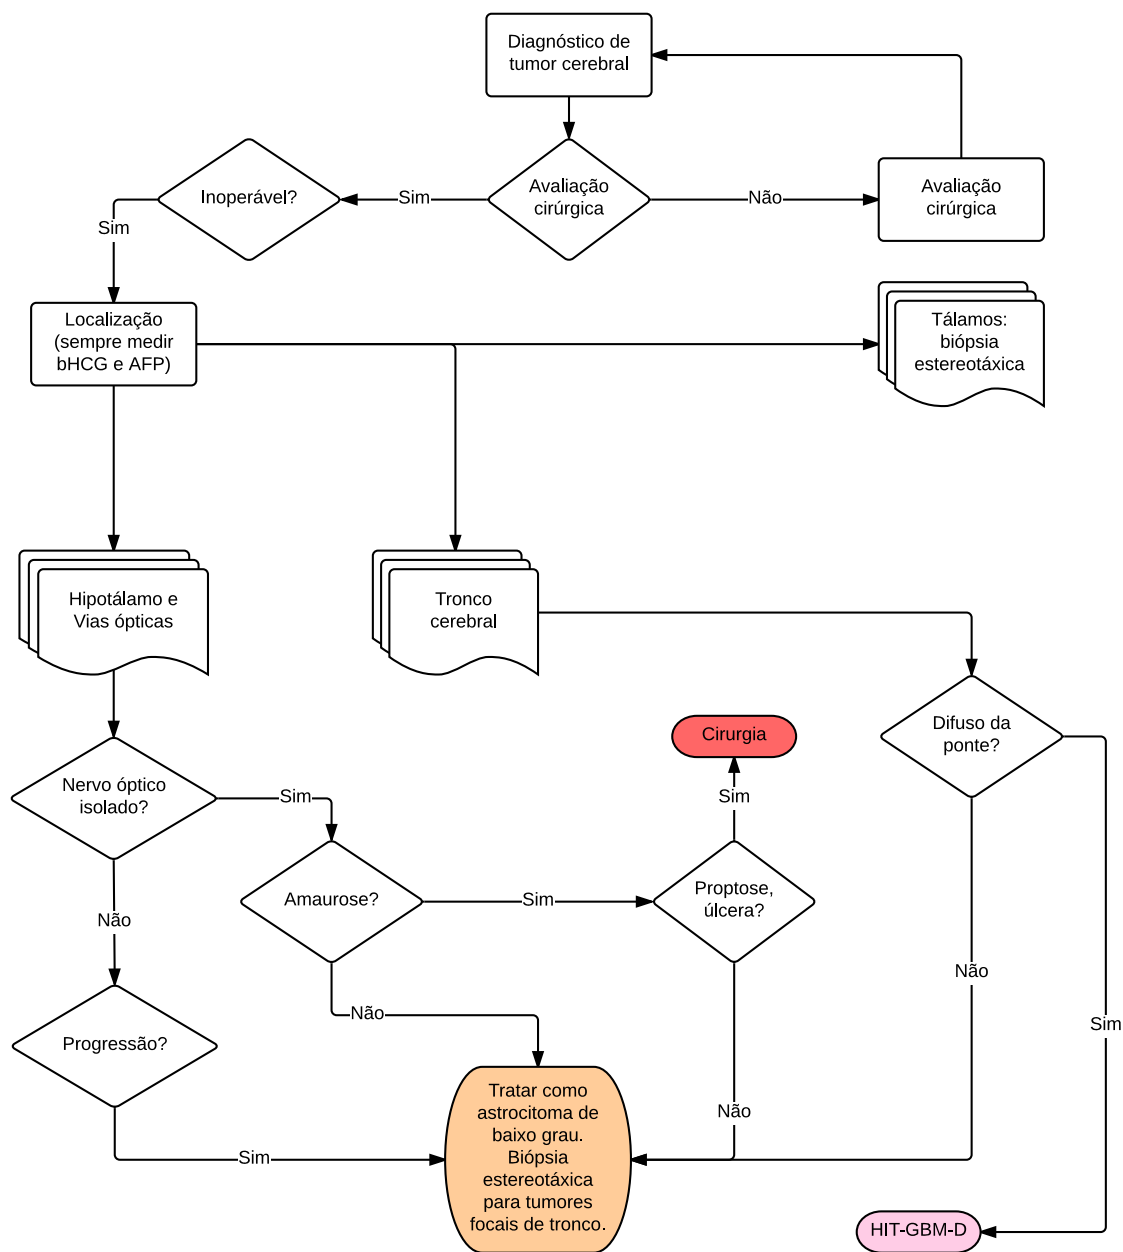 Diagnóstico de
tumor cerebral
Inoperável?
Sim
Avaliação
cirúrgica
Não
Avaliação
cirúrgica
Sim
Localização
(sempre medir
bHCG e AFP)
Tálamos:
biópsia
estereotáxica
Hipotálamo e
Vias ópticas
Tronco
cerebral
Cirurgia
Difuso da
ponte?
Nervo óptico
isolado?
Sim
Sim
Amaurose?
Sim
Proptose,
úlcera?
Não
Não
Não
Sim
Progressão?
Tratar como
astrocitoma de
baixo grau.
Biópsia
estereotáxica
para tumores
focais de tronco.
Não
Sim
HIT-GBM-D